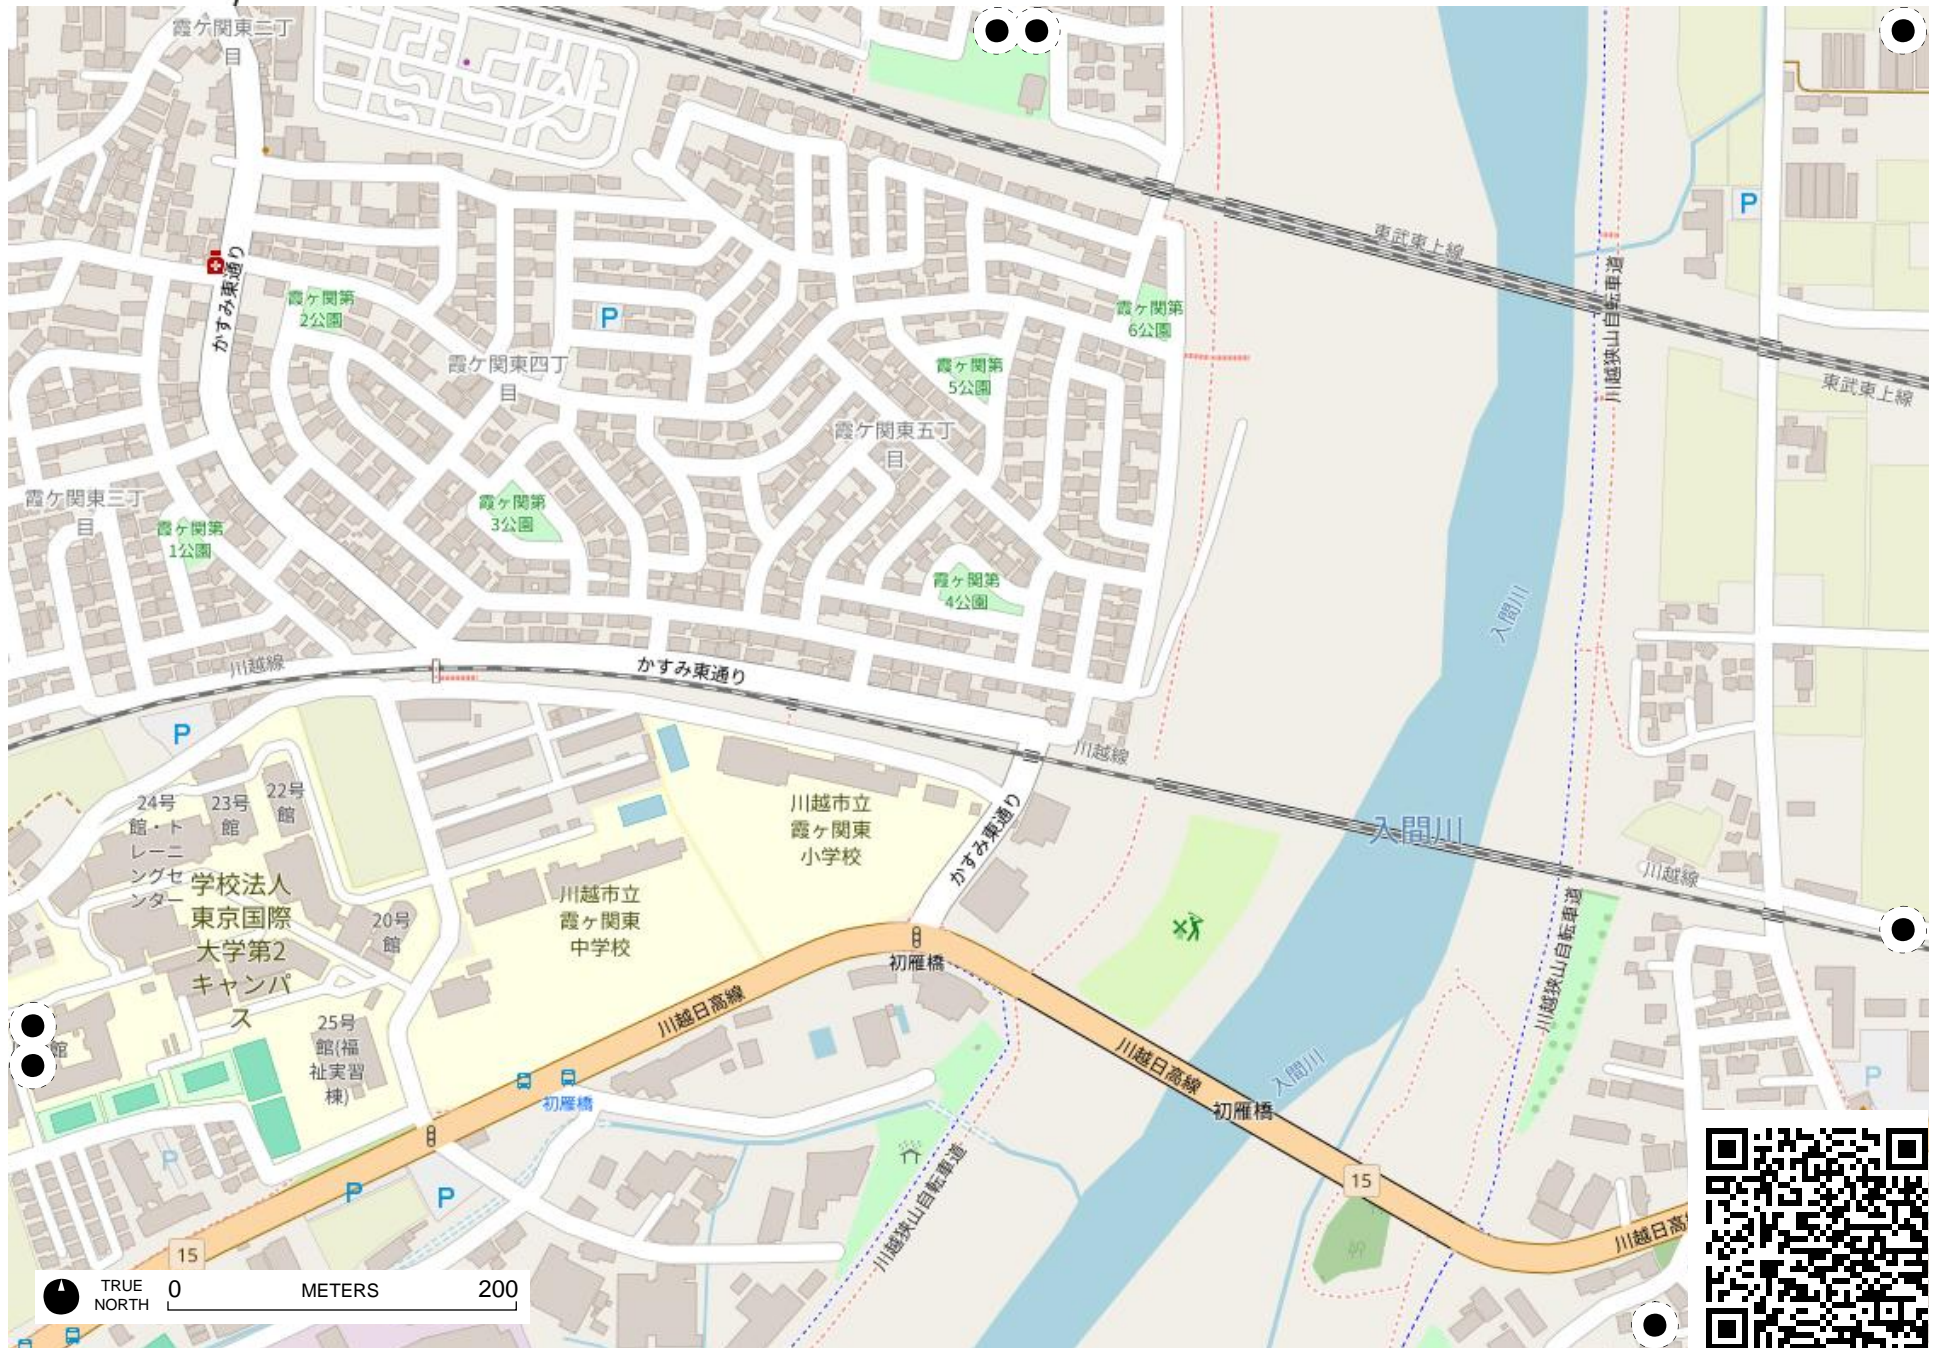 霞ケ関東二丁
目
東武東上線
P
かすみ東通り
川越狭山自転車道
霞ヶ関第
2公園
P
霞ヶ関第
6公園
霞ケ関東四丁
目
霞ヶ関第
5公園
東武東上線
霞ケ関東五丁
目
霞ケ関東三丁
目
霞ヶ関第
1公園
霞ヶ関第
3公園
霞ヶ関第
4公園
入間川
川越線
かすみ東通り
P
川越線
24号
館・ト
レーニ
ングセ
ンター
23号
館
22号
館
川越市立
霞ヶ関東
小学校
かすみ東通り
入間川
川越線
学校法人
東京国際
大学第2
キャンパ
ス
20号
館
川越市立
霞ヶ関東
中学校
川越狭山自転車道
初雁橋
川越日高線
25号
館(福
祉実習
棟)
館
川越日高線
入間川
初雁橋
初雁橋
P
P
P
P
川越狭山自転車道
15
15
川越日高
TRUE
NORTH
0 METERS 200